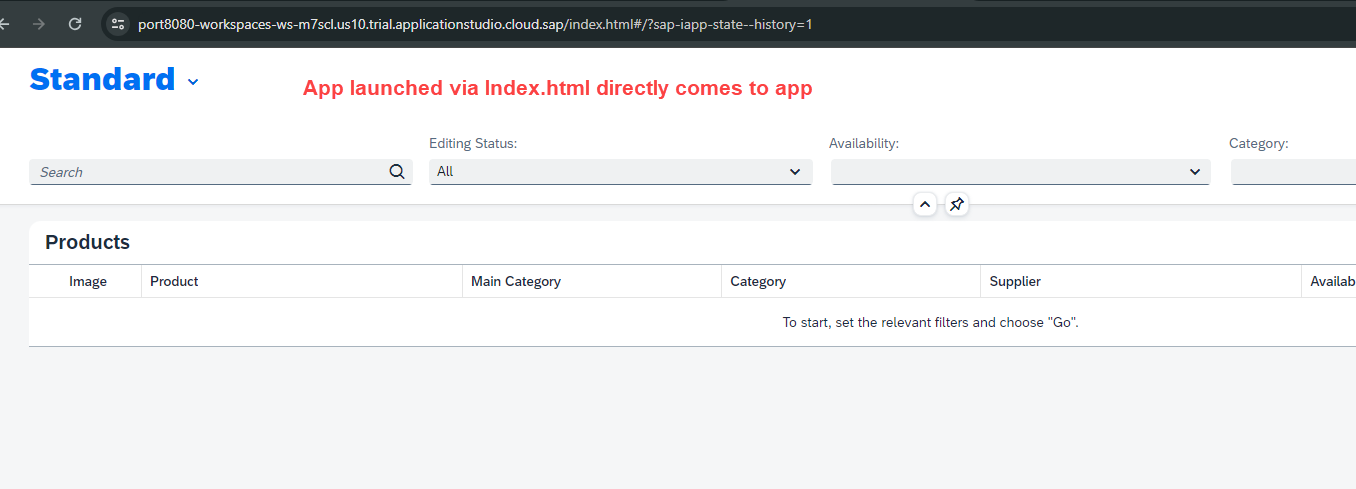 port8080-workspaces-ws-m7scl.us10.trial.applicationstudio.cloud.sap/index.html#/?sap-iapp-state--history=1
Standard
App launched via Index.html directly comes to app
Editing Status: Availability: Category:
Search All
Products
Image Product Main Category Category Supplier Availab
To start, set the relevant filters and choose "Go".